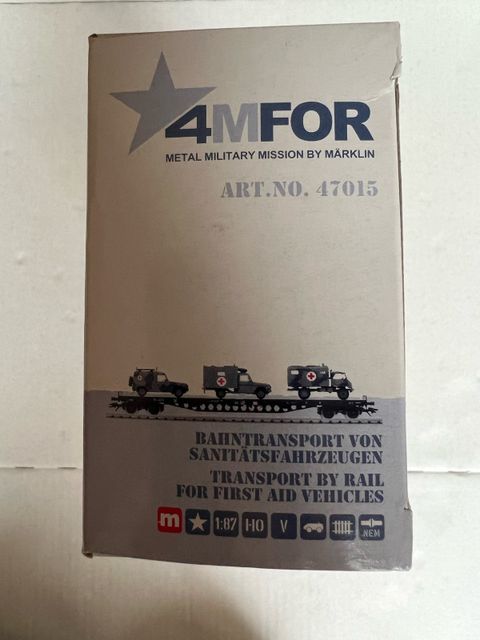 4MFOR
METAL MILITARY MISSION BY MÄRKLIN
ART.NO. 47015
BAHNTRANSPORT VON
SANITÄTSFAHRZEUGEN
TRANSPORT BY RAIL
FOR FIRST AID VEHICLES
m 1:87 H0 V NEM